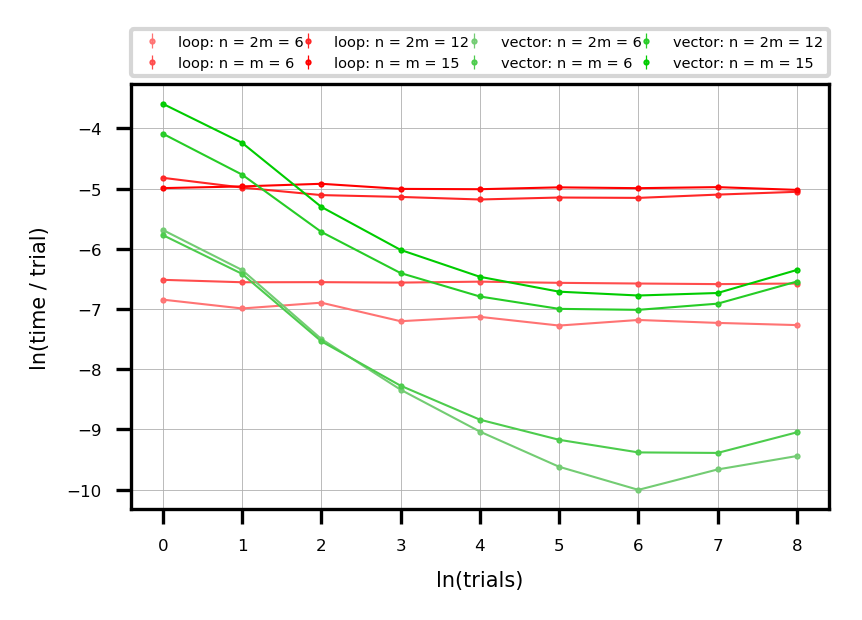 loop: n = 2m = 6 loop: n = 2m = 12 vector: n = 2m = 6 vector: n = 2m = 12
loop: n = m = 6 loop: n = m = 15 vector: n = m = 6 vector: n = m = 15
−4
−5
−6
−7
−8
−9
−10
ln(time / trial)
0 1 2 3 4 5 6 7 8
ln(trials)